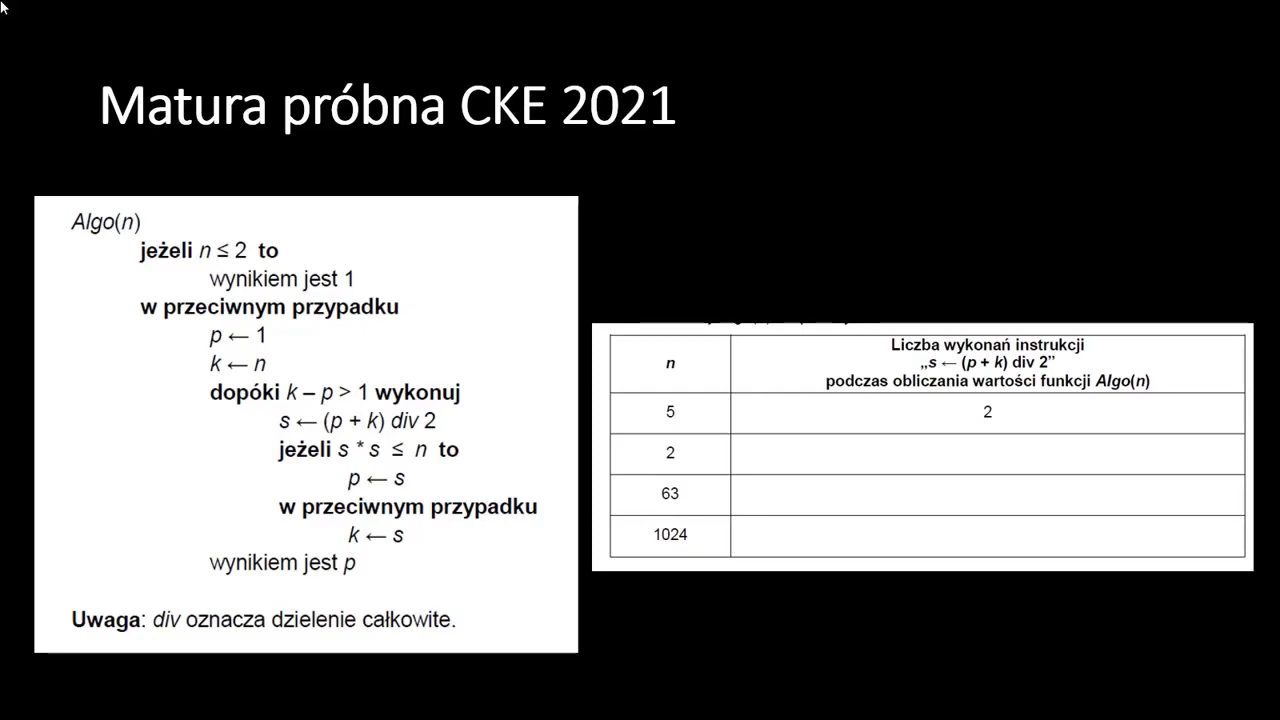 Matura próbna CKE 2021
Algo(n)
jeżeli n ≤ 2 to
wynikiem jest 1
w przeciwnym przypadku
p ← 1
k ← n
dopóki k – p > 1 wykonuj
s ← (p + k) div 2
jeżeli s * s ≤ n to
p ← s
w przeciwnym przypadku
k ← s
wynikiem jest p
Uwaga: div oznacza dzielenie całkowite.
n
Liczba wykonań instrukcji
„s ← (p + k) div 2”
podczas obliczania wartości funkcji Algo(n)
5 2
2
63
1024